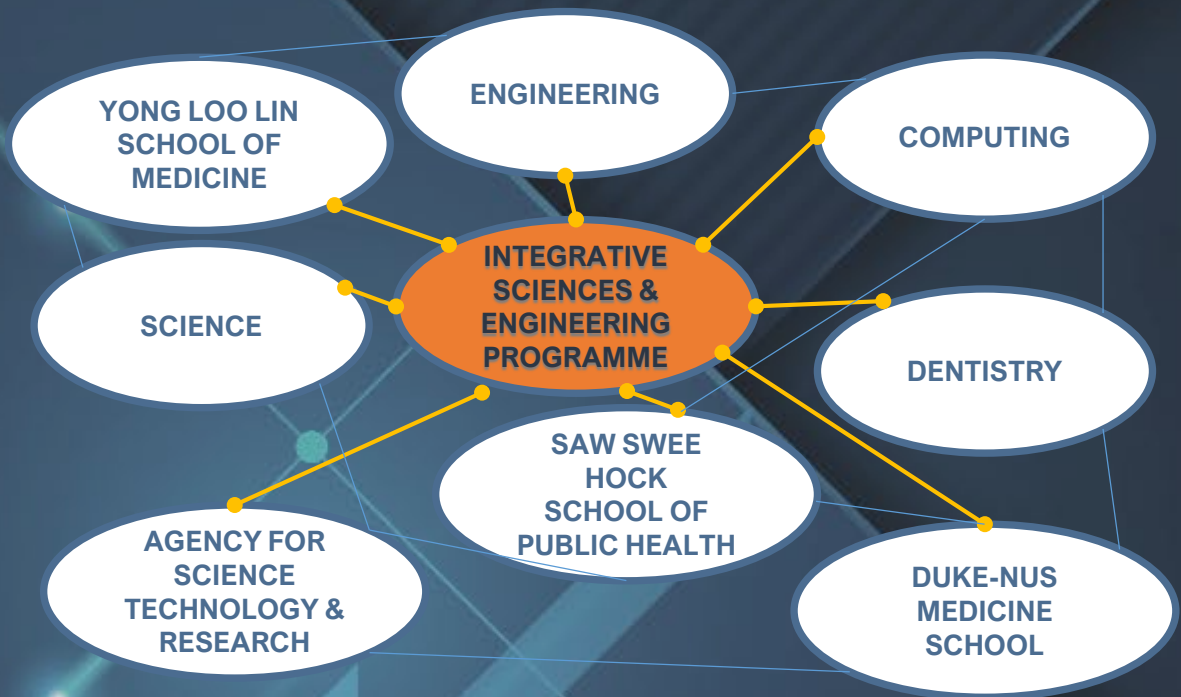 ENGINEERING
YONG LOO LIN
SCHOOL OF
MEDICINE
COMPUTING
INTEGRATIVE
SCIENCES &
ENGINEERING
PROGRAMME
SCIENCE
DENTISTRY
SAW SWEE
HOCK
SCHOOL OF
PUBLIC HEALTH
AGENCY FOR
SCIENCE
TECHNOLOGY &
RESEARCH
DUKE-NUS
MEDICINE
SCHOOL